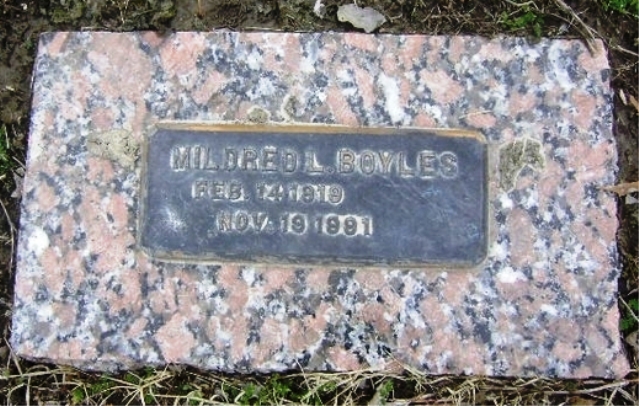 MILDRED L. BOYLES
FEB. 14 1919
NOV. 19 1991